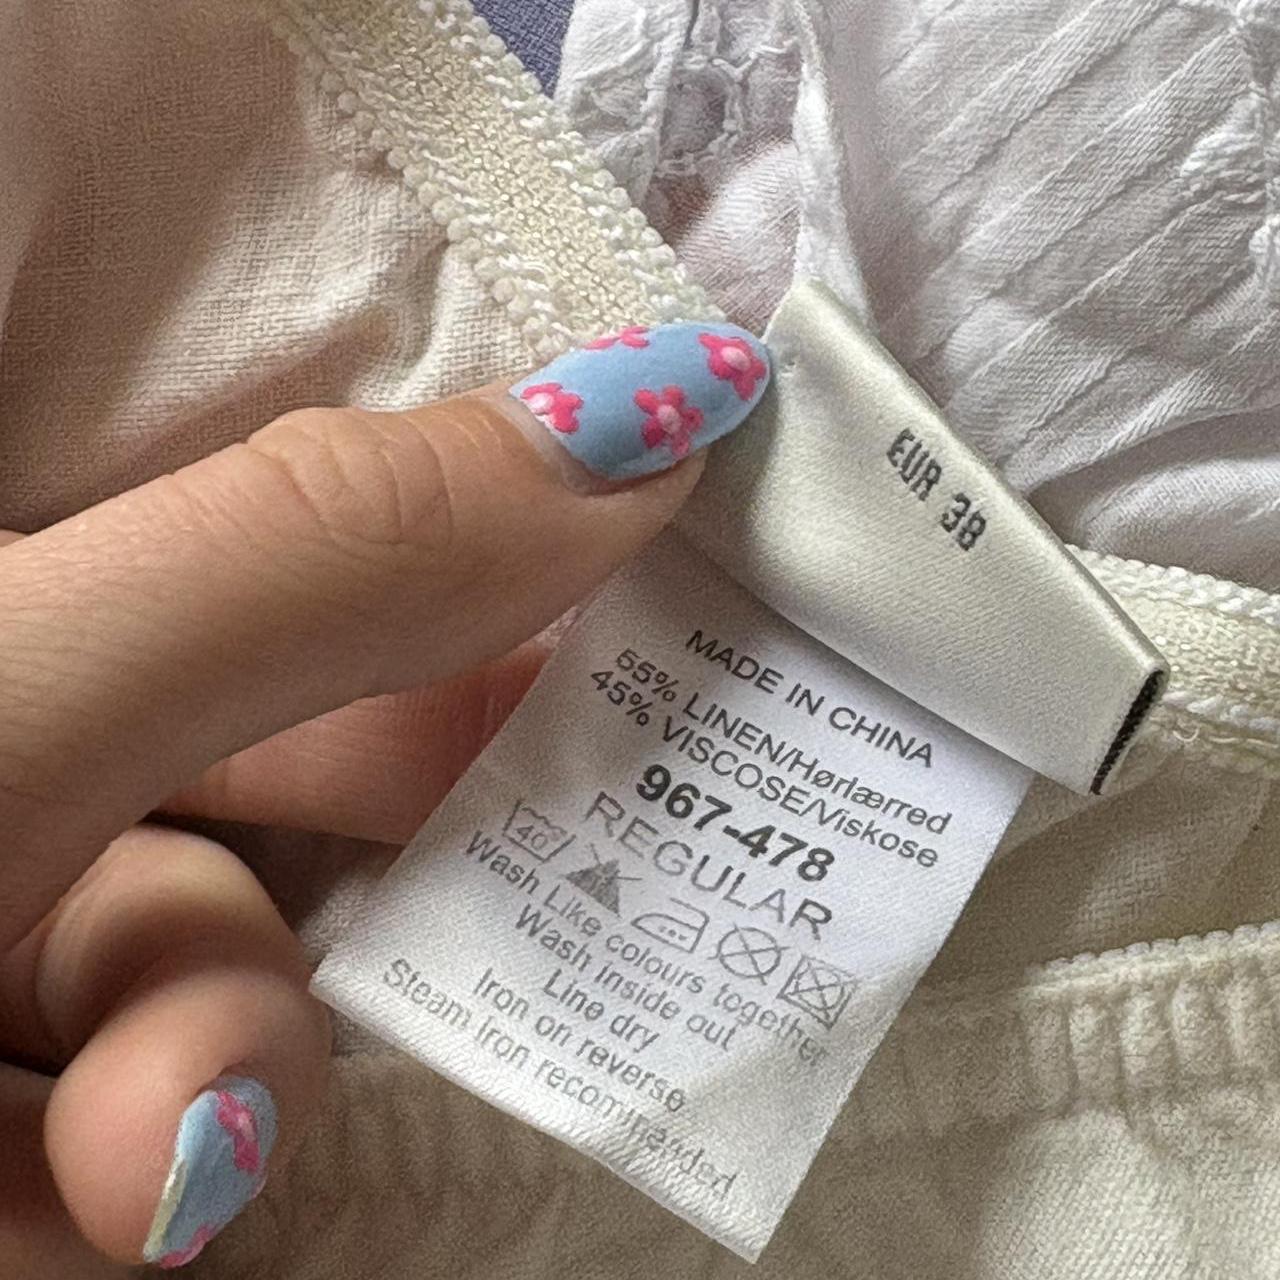 EUR 38
MADE IN CHINA
55% LINEN/Hørlærred
45% VISCOSE/Viskose
967-478
REGULAR
40
Wash Like colours together
Wash inside out
Line dry
Iron on reverse
Steam iron recommended